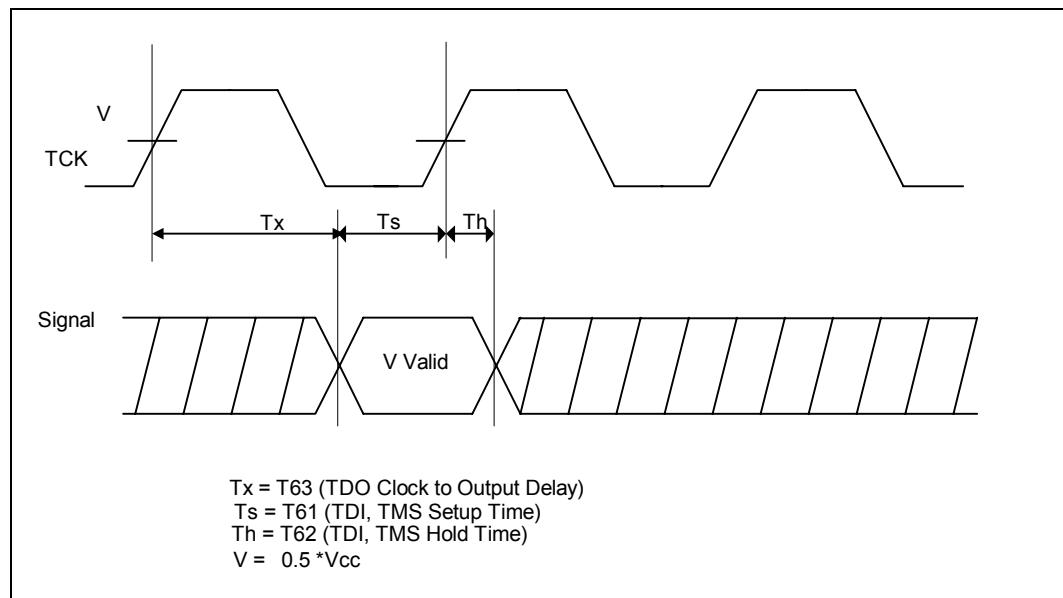 V
TCK
Tx
Ts
Th
Signal
V Valid
Tx = T63 (TDO Clock to Output Delay)
Ts = T61 (TDI, TMS Setup Time)
Th = T62 (TDI, TMS Hold Time)
V = 0.5 *Vcc